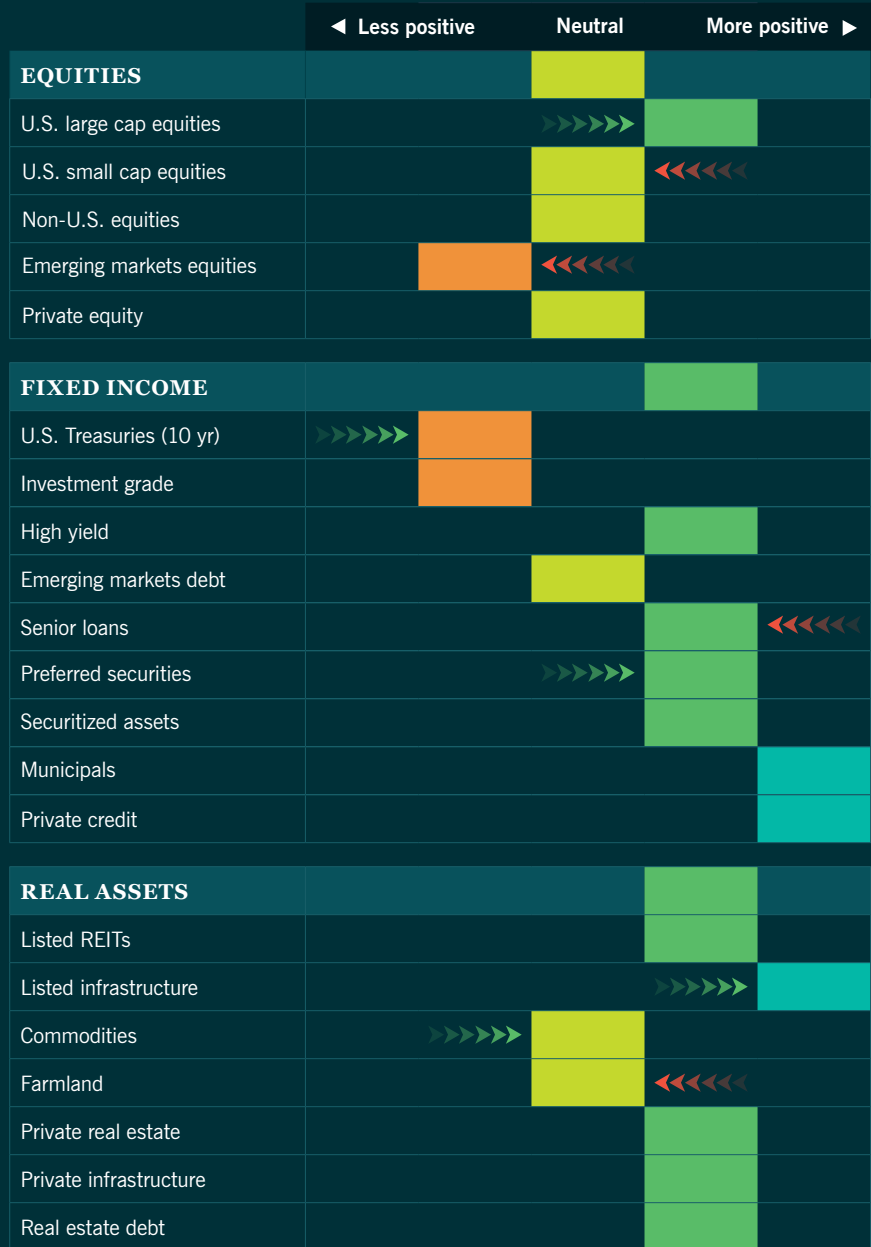 ◄ Less positive Neutral More positive ►
EQUITIES
U.S. large cap equities
U.S. small cap equities
Non-U.S. equities
Emerging markets equities
Private equity
FIXED INCOME
U.S. Treasuries (10 yr)
Investment grade
High yield
Emerging markets debt
Senior loans
Preferred securities
Securitized assets
Municipals
Private credit
REAL ASSETS
Listed REITs
Listed infrastructure
Commodities
Farmland
Private real estate
Private infrastructure
Real estate debt